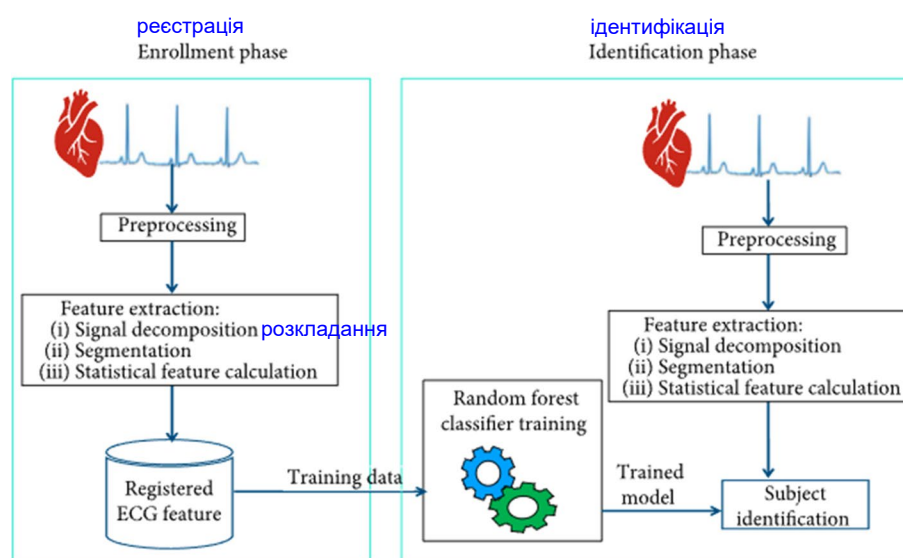 реєстрація
Enrollment phase
Preprocessing
Feature extraction:
(i) Signal decomposition розкладання
(ii) Segmentation
(iii) Statistical feature calculation
Registered
ECG feature
Training data
ідентифікація
Identification phase
Preprocessing
Feature extraction:
(i) Signal decomposition
(ii) Segmentation
(iii) Statistical feature calculation
Random forest
classifier training
Trained
model
Subject
identification